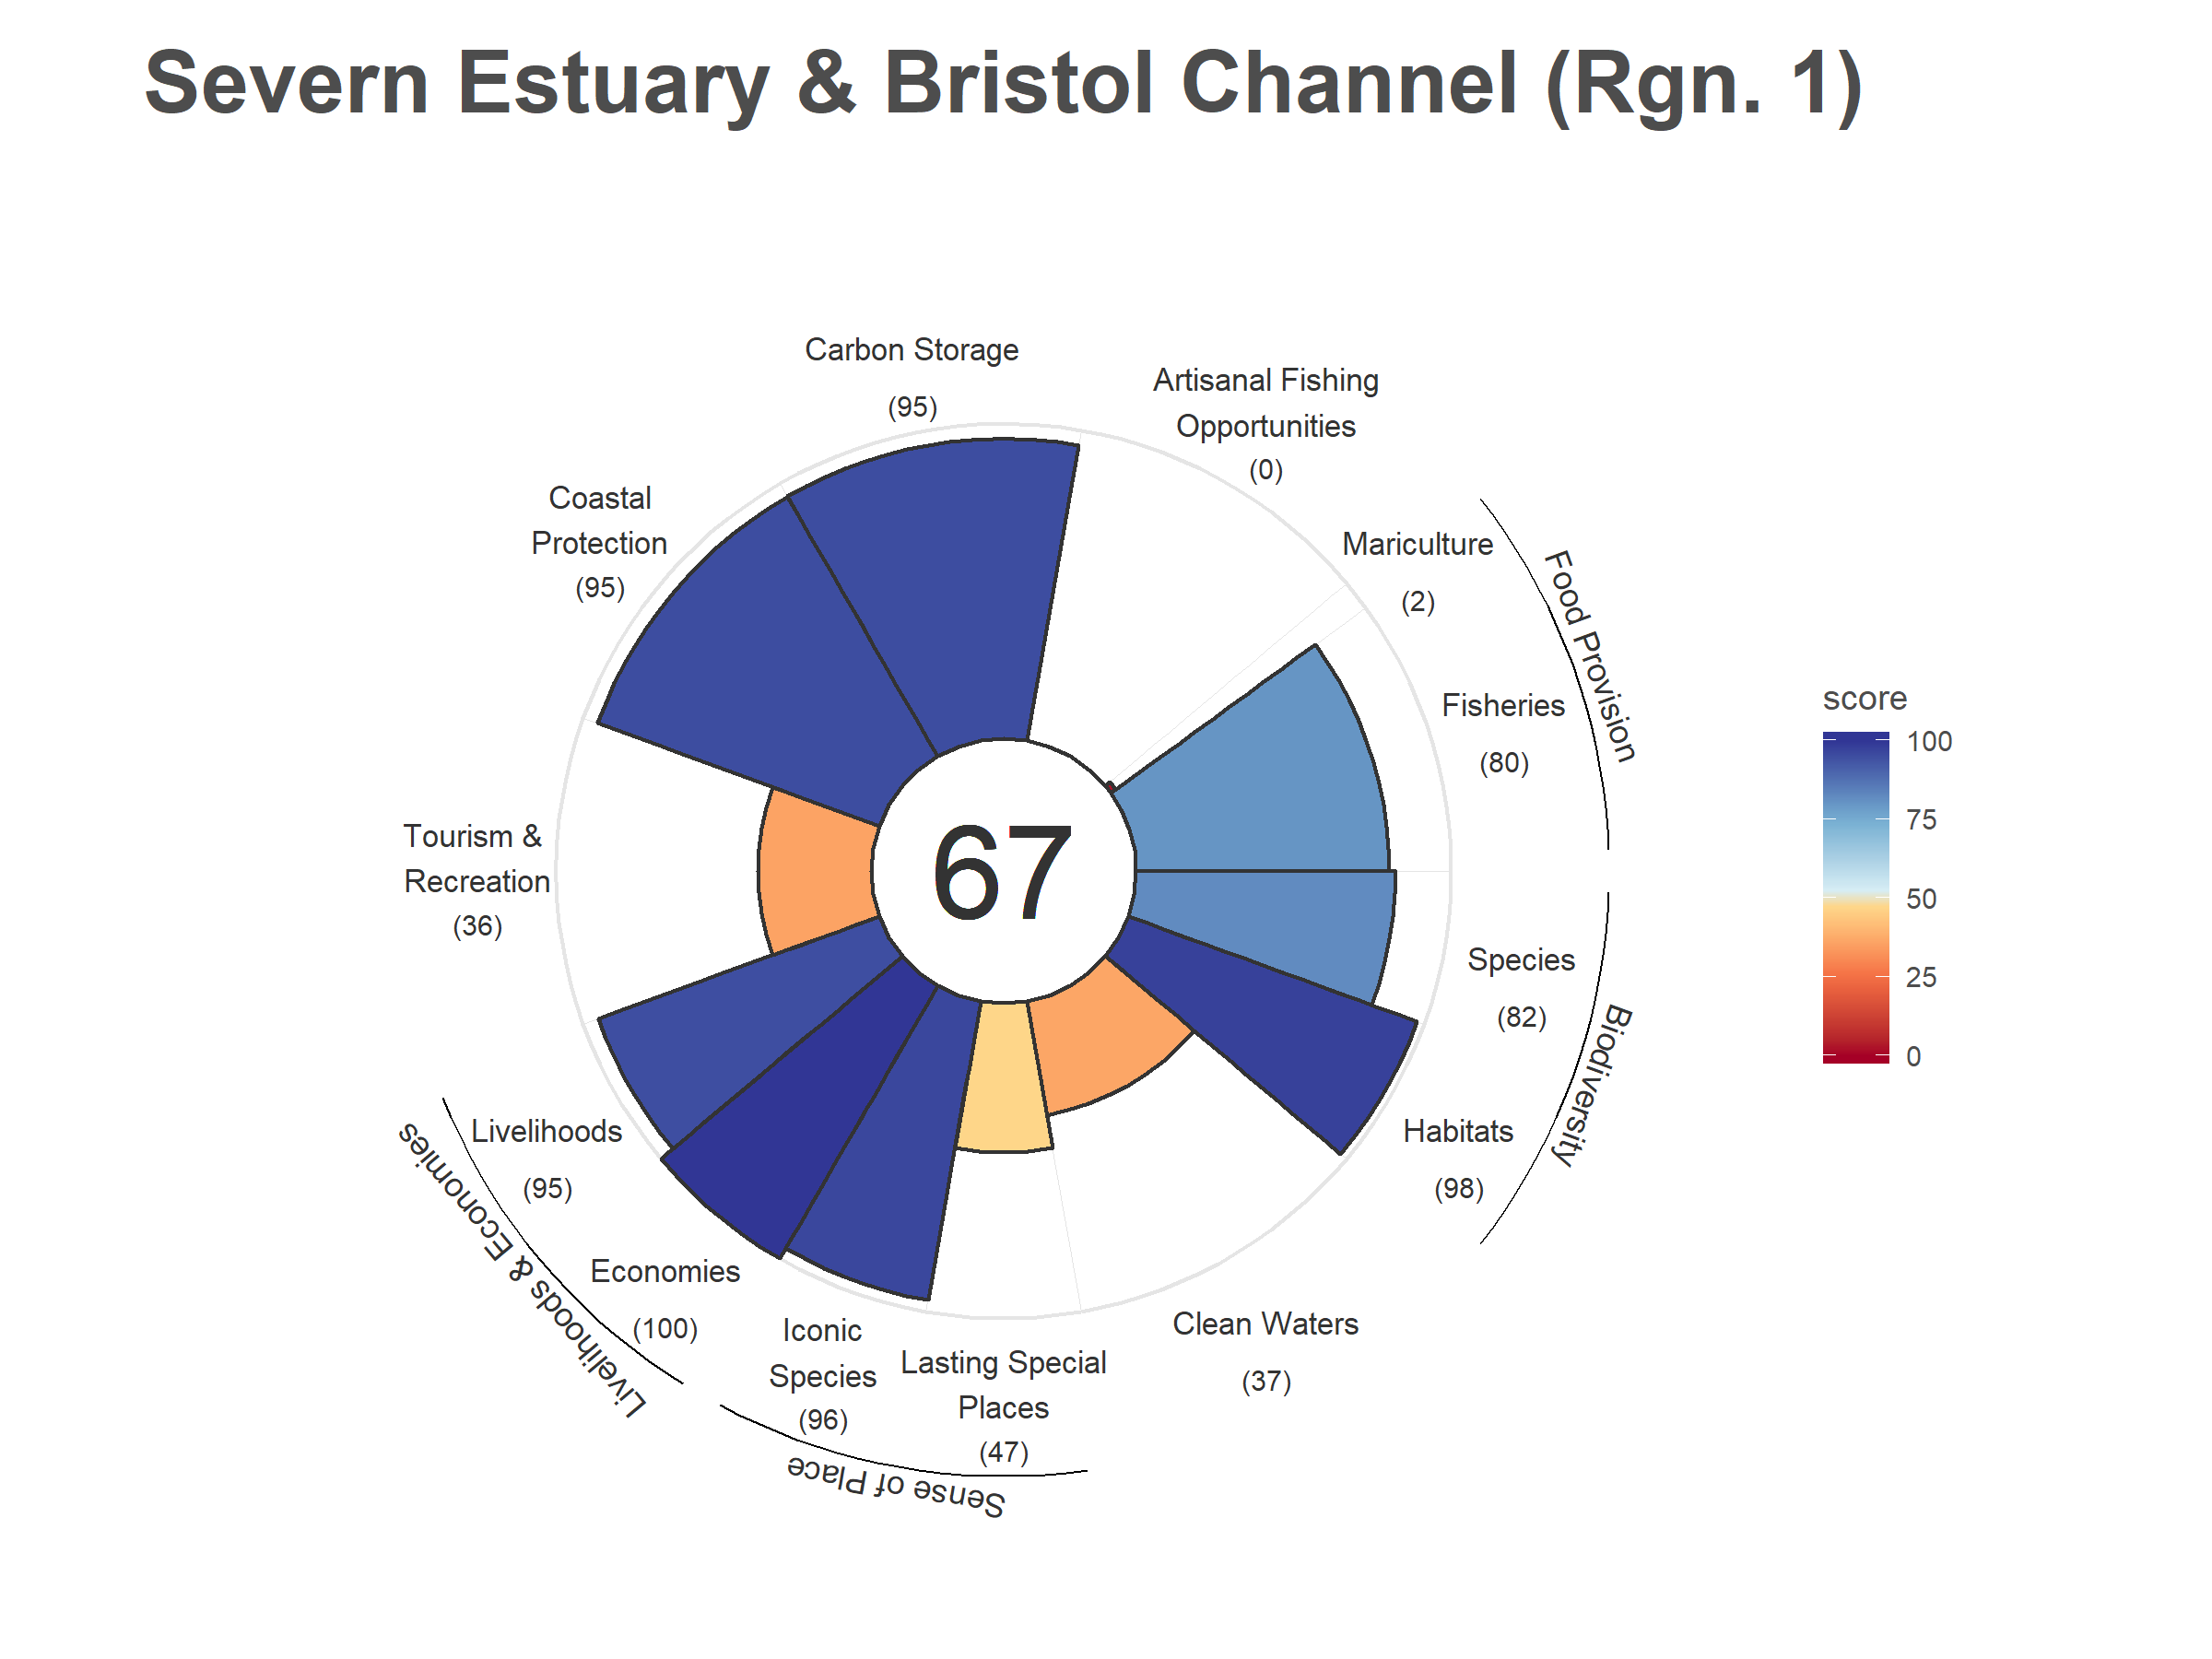 Severn Estuary & Bristol Channel (Rgn. 1)
Carbon Storage
(95)
Artisanal Fishing
Opportunities
(0)
Coastal
Protection
(95)
Mariculture
(2)
Food Provision
Fisheries
(80)
score
100
75
50
25
0
Tourism &
Recreation
(36)
67
Species
(82)
Biodiversity
Habitats
(98)
Livelihoods
(95)
Livelihoods & Economies
Economies
(100)
Iconic
Species
(96)
Lasting Special
Places
(47)
Sense of Place
Clean Waters
(37)